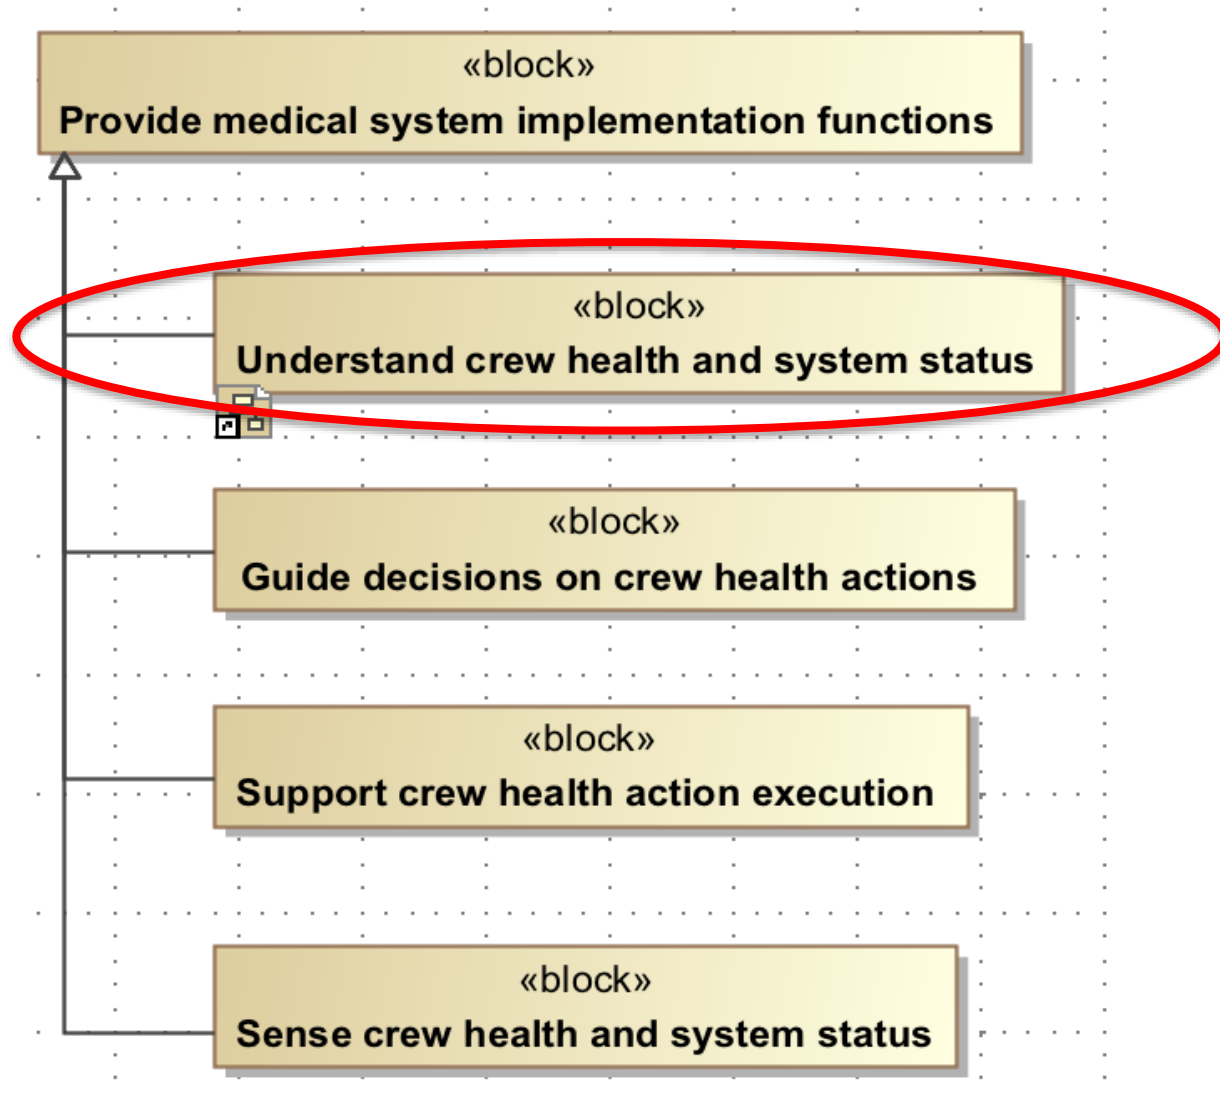 «block»
Provide medical system implementation functions
«block»
Understand crew health and system status
«block»
Guide decisions on crew health actions
«block»
Support crew health action execution
«block»
Sense crew health and system status